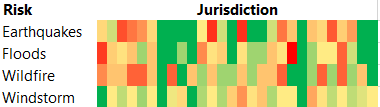 Risk Jurisdiction
Earthquakes
Floods
Wildfire
Windstorm